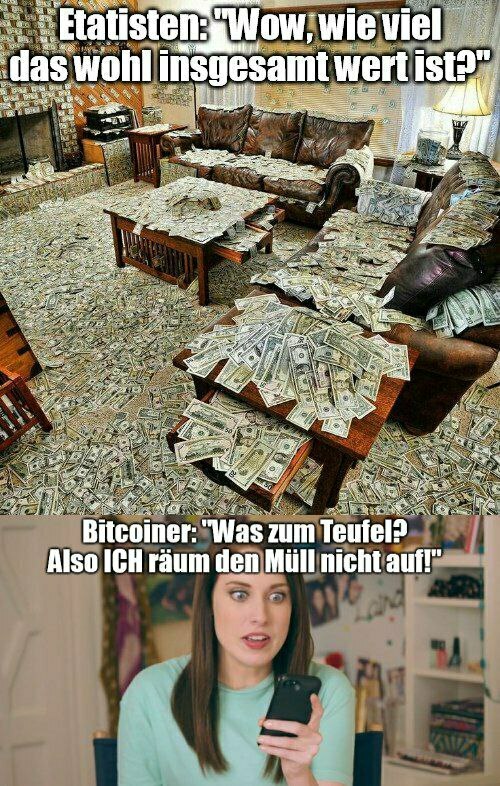 Etatisten: "Wow, wie viel
das wohl insgesamt wert ist?"
Bitcoiner: "Was zum Teufel?
Also ICH räum den Müll nicht auf!"